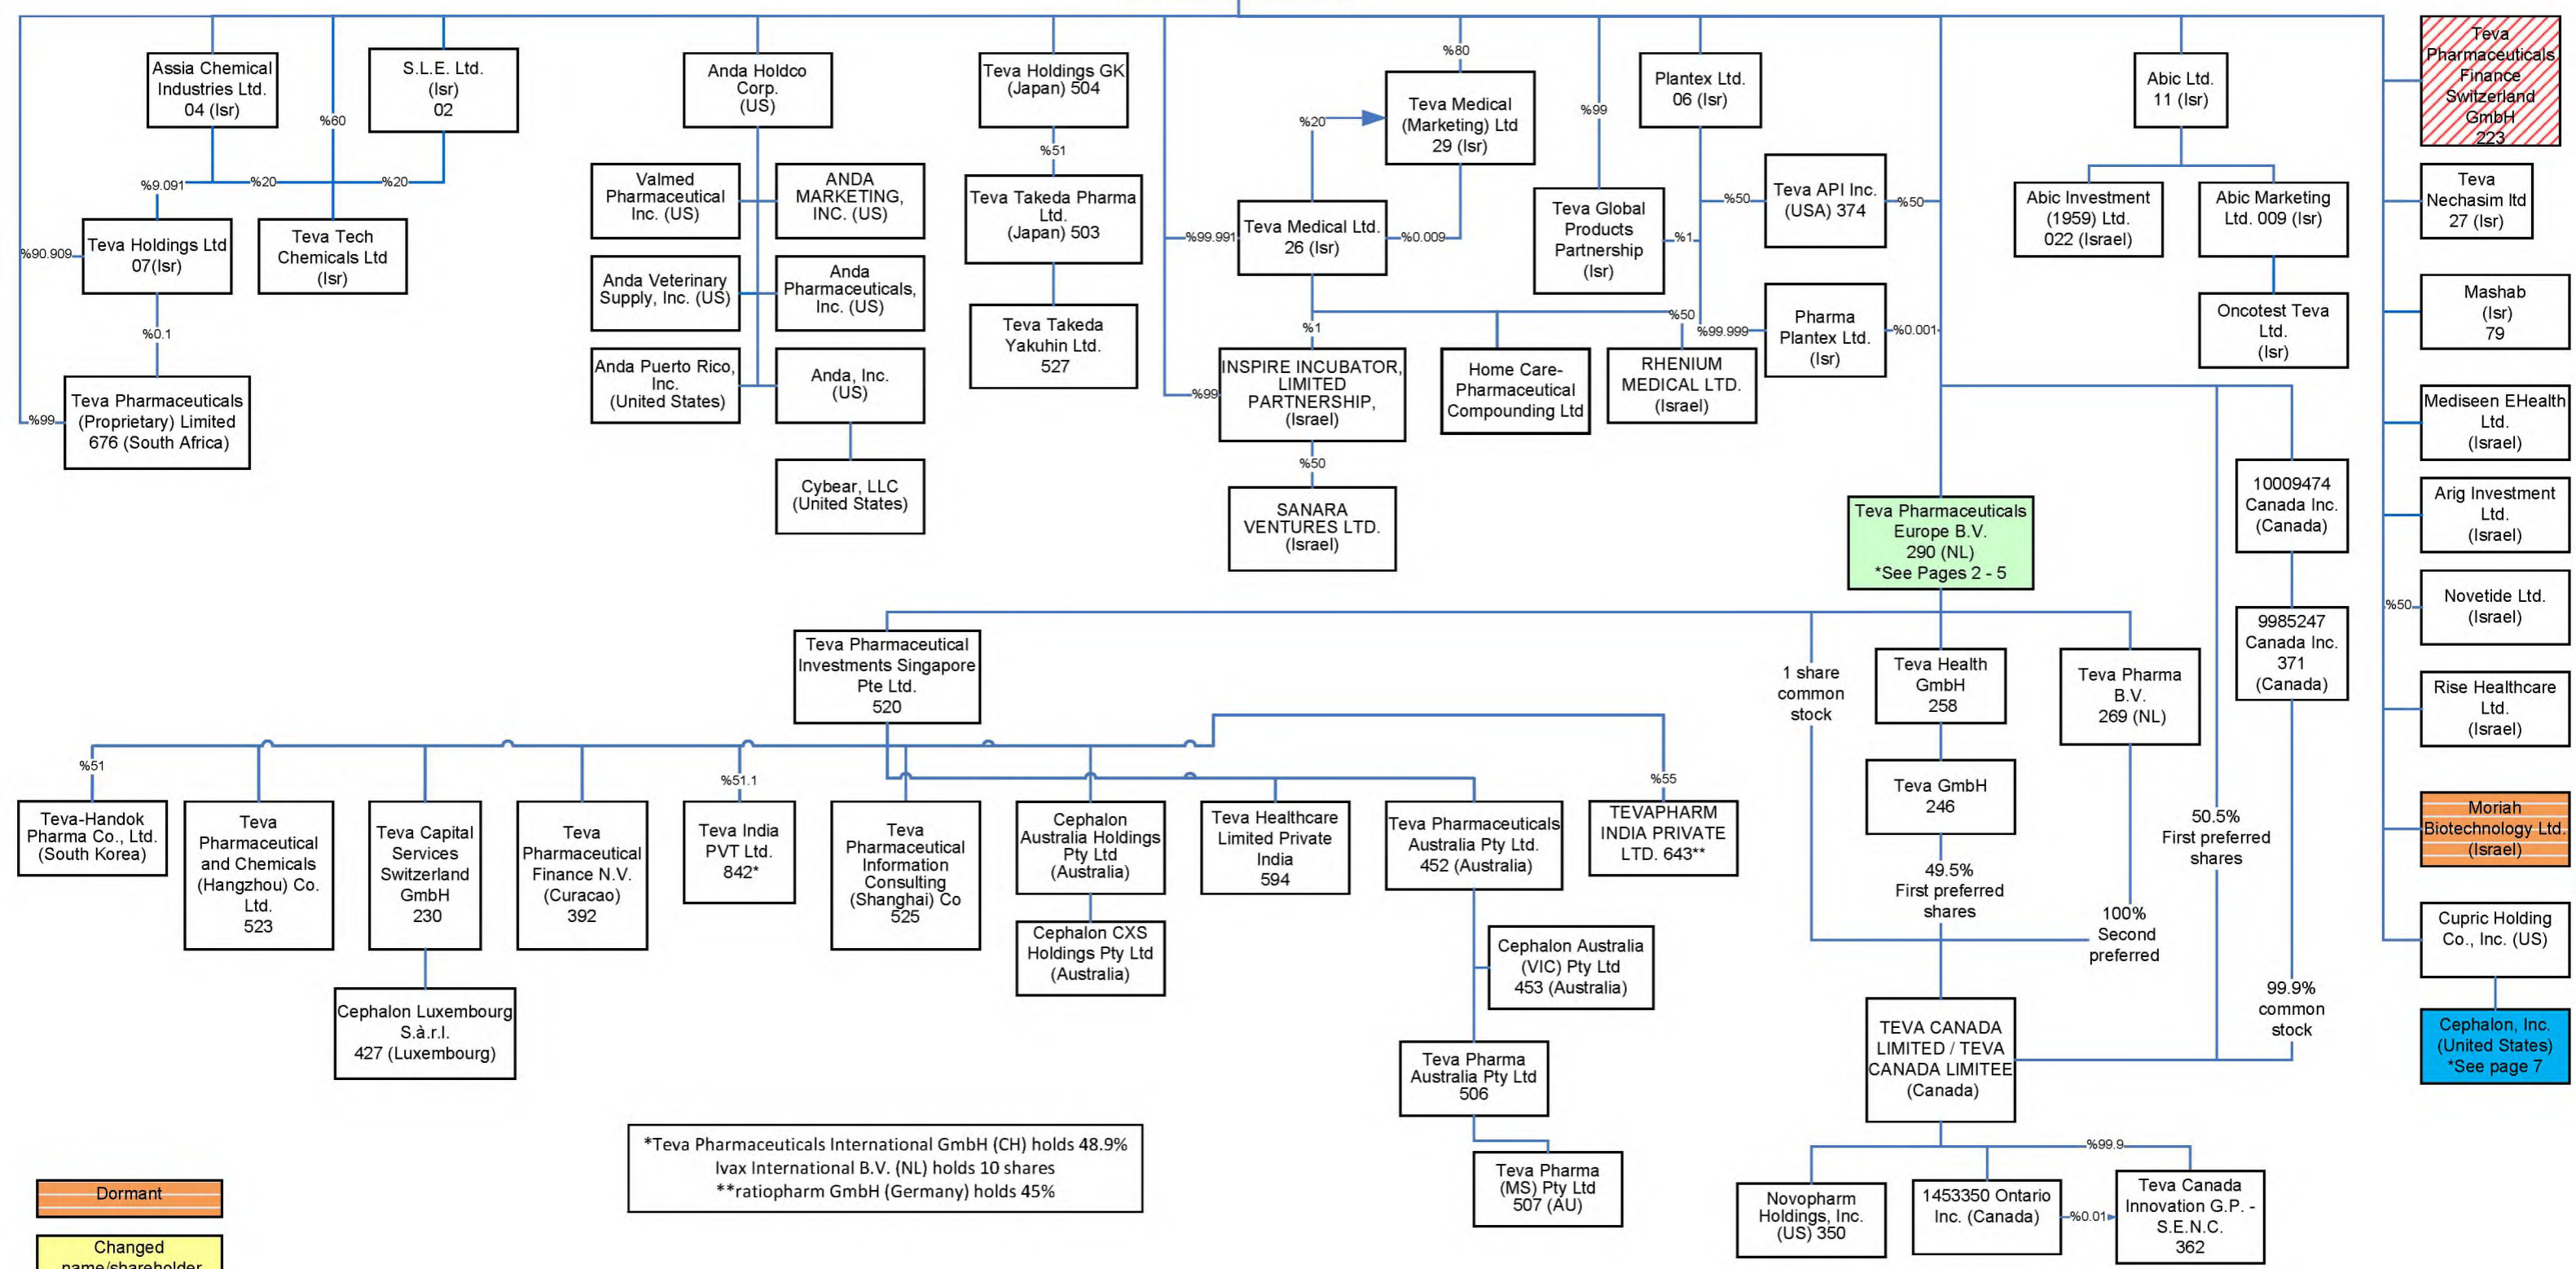 Assia Chemical
Industries Ltd.
04 (Isr)
S.L.E. Ltd.
(Isr)
02
Anda Holdco
Corp.
(US)
Teva Holdings GK
(Japan) 504
%80
Teva Medical
(Marketing) Ltd
29 (Isr)
%99
Plantex Ltd.
06 (Isr)
Abic Ltd.
11 (Isr)
Teva
Pharmaceuticals
Finance
Switzerland
GmbH
223
%60
%9.091
%20
%20
%90.909
Teva Holdings Ltd
07(Isr)
Teva Tech
Chemicals Ltd
(Isr)
%0.1
%99
Teva Pharmaceuticals
(Proprietary) Limited
676 (South Africa)
Valmed
Pharmaceutical
Inc. (US)
ANDA
MARKETING,
INC. (US)
Anda Veterinary
Supply, Inc. (US)
Anda
Pharmaceuticals,
Inc. (US)
Anda Puerto Rico,
Inc.
(United States)
Anda, Inc.
(US)
Cybear, LLC
(United States)
%51
Teva Takeda Pharma
Ltd.
(Japan) 503
Teva Takeda
Yakuhin Ltd.
527
%20
%99.991
Teva Medical Ltd.
26 (Isr)
%0.009
%1
%99
INSPIRE INCUBATOR,
LIMITED
PARTNERSHIP,
(Israel)
%50
SANARA
VENTURES LTD.
(Israel)
Home Care-
Pharmaceutical
Compounding Ltd
%50
RHENIUM
MEDICAL LTD.
(Israel)
Teva Global
Products
Partnership
(Isr)
%1
%50
Teva API Inc.
(USA) 374
%50
%99.999
Pharma
Plantex Ltd.
(Isr)
%0.001
Abic Investment
(1959) Ltd.
022 (Israel)
Abic Marketing
Ltd. 009 (Isr)
Oncotest Teva
Ltd.
(Isr)
Teva
Nechasim ltd
27 (Isr)
Mashab
(Isr)
79
Mediseen EHealth
Ltd.
(Israel)
Arig Investment
Ltd.
(Israel)
%50
Novetide Ltd.
(Israel)
Rise Healthcare
Ltd.
(Israel)
Moriah
Biotechnology Ltd.
(Israel)
Cupric Holding
Co., Inc. (US)
Cephalon, Inc.
(United States)
*See page 7
Teva Pharmaceuticals
Europe B.V.
290 (NL)
*See Pages 2 - 5
10009474
Canada Inc.
(Canada)
9985247
Canada Inc.
371
(Canada)
Teva Pharmaceutical
Investments Singapore
Pte Ltd.
520
1 share
common
stock
Teva Health
GmbH
258
Teva Pharma
B.V.
269 (NL)
Teva GmbH
246
49.5%
First preferred
shares
100%
Second
preferred
50.5%
First preferred
shares
99.9%
common
stock
%51
Teva-Handok
Pharma Co., Ltd.
(South Korea)
Teva
Pharmaceutical
and Chemicals
(Hangzhou) Co.
Ltd.
523
Teva Capital
Services
Switzerland
GmbH
230
Teva
Pharmaceutical
Finance N.V.
(Curacao)
392
%51.1
Teva India
PVT Ltd.
842*
Teva
Pharmaceutical
Information
Consulting
(Shanghai) Co
525
Cephalon
Australia Holdings
Pty Ltd
(Australia)
Teva Healthcare
Limited Private
India
594
Teva Pharmaceuticals
Australia Pty Ltd.
452 (Australia)
%55
TEVAPHARM
INDIA PRIVATE
LTD. 643**
Cephalon Luxembourg
S.à.r.l.
427 (Luxembourg)
Cephalon CXS
Holdings Pty Ltd
(Australia)
Cephalon Australia
(VIC) Pty Ltd
453 (Australia)
Teva Pharma
Australia Pty Ltd
506
Teva Pharma
(MS) Pty Ltd
507 (AU)
TEVA CANADA
LIMITED / TEVA
CANADA LIMITEE
(Canada)
%99.9
Novopharm
Holdings, Inc.
(US) 350
1453350 Ontario
Inc. (Canada)
%0.01
Teva Canada
Innovation G.P. -
S.E.N.C.
362
*Teva Pharmaceuticals International GmbH (CH) holds 48.9%
Ivax International B.V. (NL) holds 10 shares
**ratiopharm GmbH (Germany) holds 45%
Dormant
Changed
name/shareholder